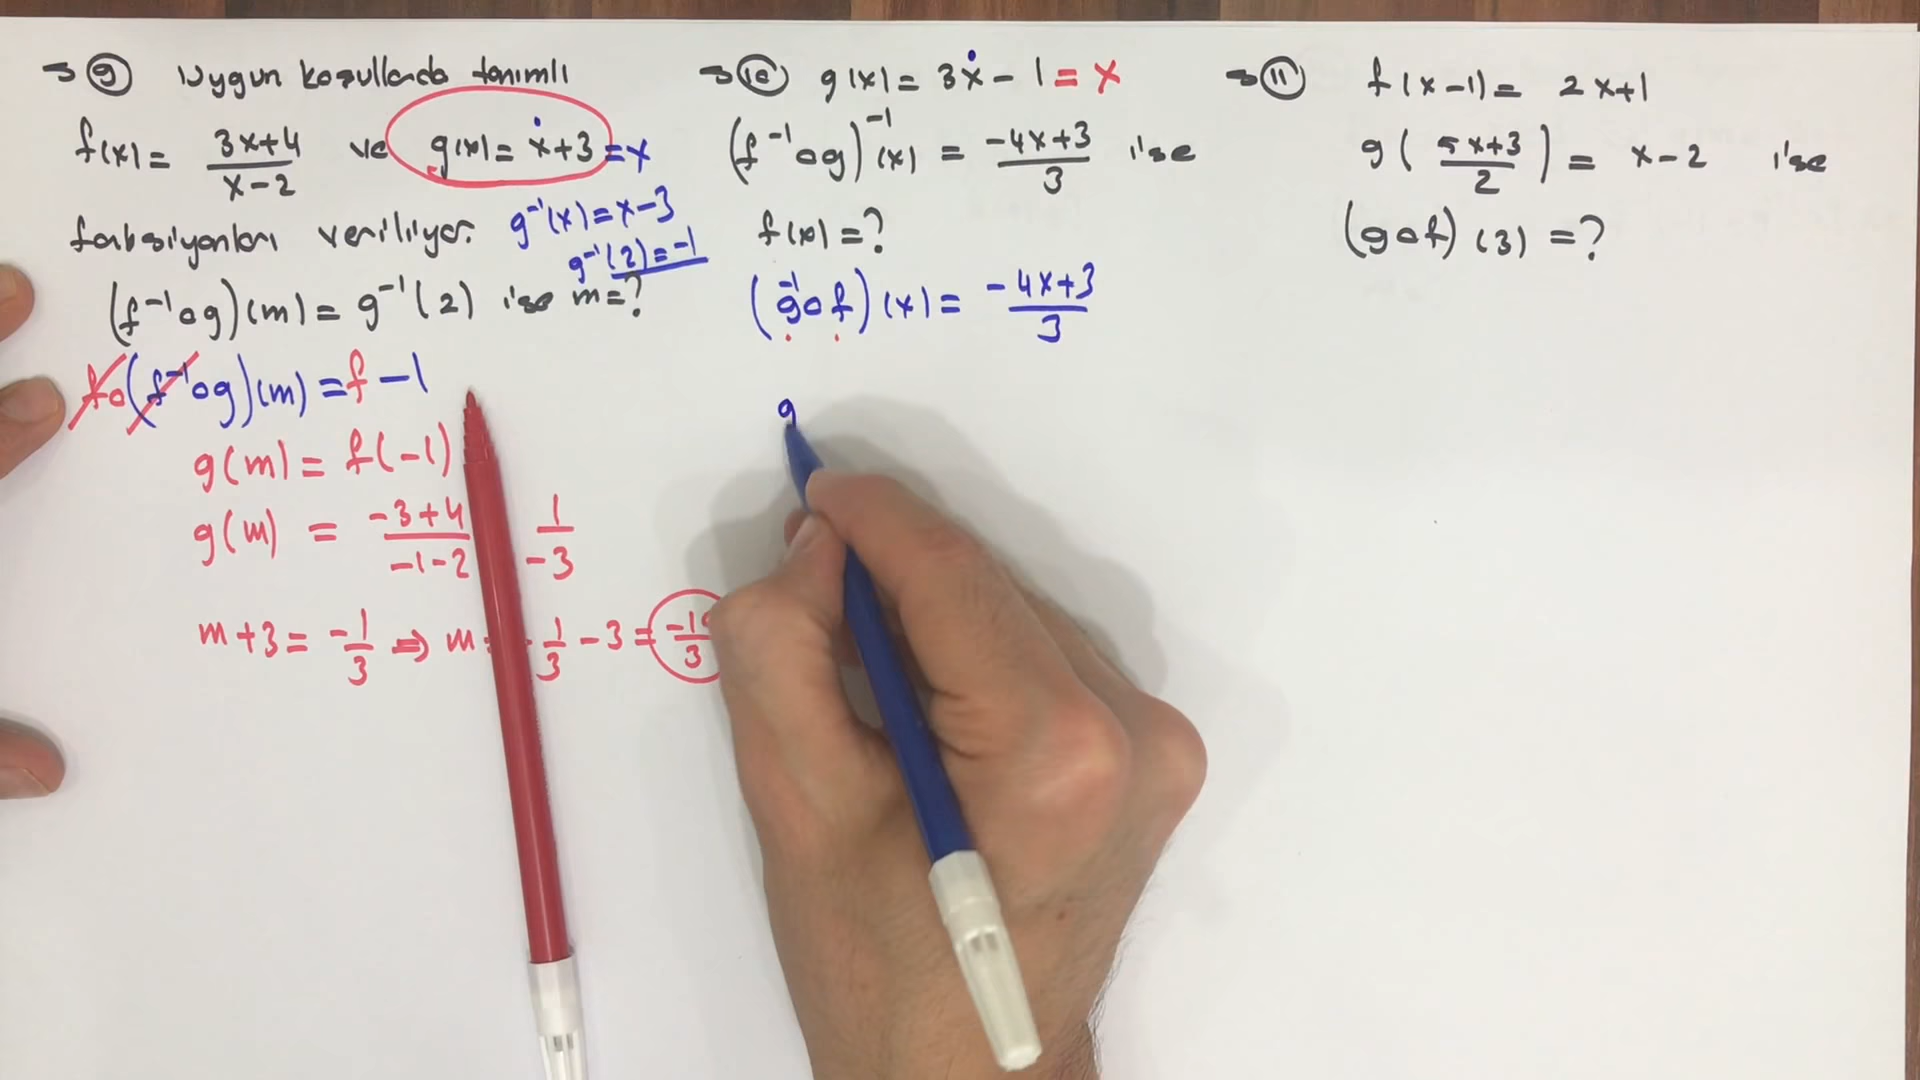 → 9 Uygun koşullarda tanımlı
f(x) = 3x+4 / x-2 ve g(x) = x+3 = x
fonksiyonları veriliyor.
g⁻¹(x) = x-3
g⁻¹(2) = -1
(f⁻¹og)(m) = g⁻¹(2) ise m=?
fo(f⁻¹og)(m) = f -1
g(m) = f(-1)
g(m) = -3+4 / -1-2 1 / -3
m+3 = -1/3 ⇒ m 1/3 - 3 =
→ 10 g(x) = 3x - 1 = x
(f⁻¹og)⁻¹(x) = -4x+3 / 3 ise
f(x) = ?
(g⁻¹of)(x) = -4x+3 / 3
g
→ 11 f(x-1) = 2x+1
g(5x+3 / 2) = x-2 ise
(gof)(3) = ?